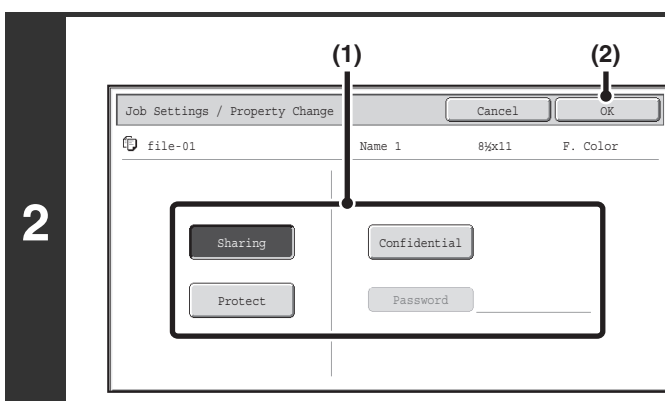 2
(1) (2)
Job Settings / Property Change Cancel OK
file-01 Name 1 8½x11 F. Color
Sharing Confidential
Protect Password